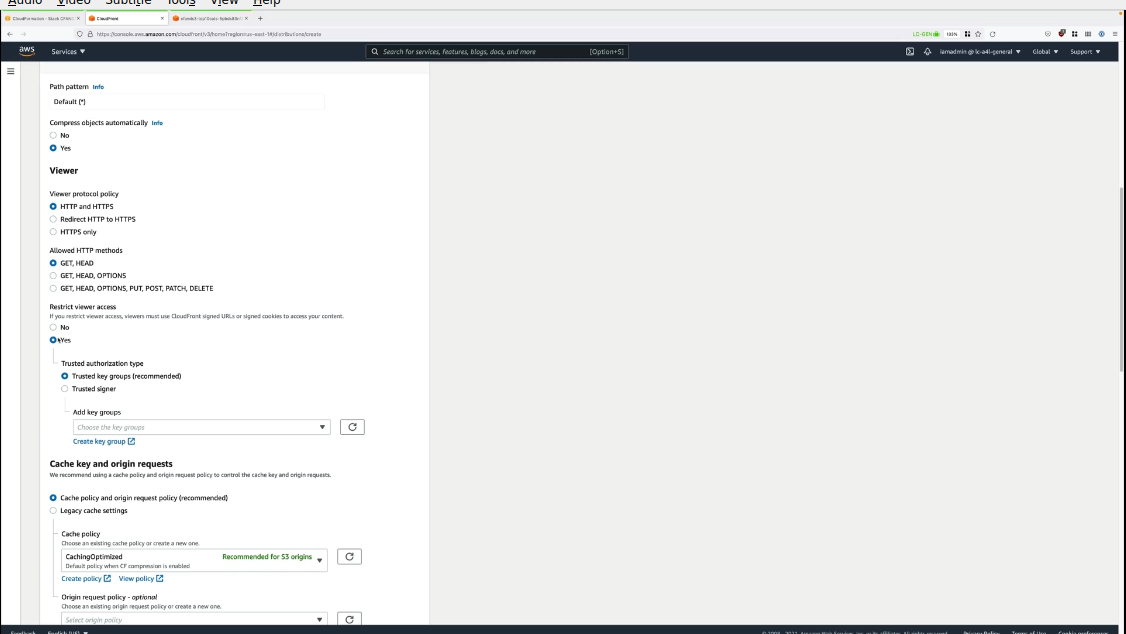 Audio Video Subtitle Tools View Help
CloudFront
https://console.aws.amazon.com/cloudfront/v3/home?region=us-east-1#/distributions/create
133%
aws Services Search for services, features, blogs, docs, and more [Option+S] iamadmin @ lc-a4l-general Global Support
Path pattern Info
Default (*)
Compress objects automatically Info
No
Yes
Viewer
Viewer protocol policy
HTTP and HTTPS
Redirect HTTP to HTTPS
HTTPS only
Allowed HTTP methods
GET, HEAD
GET, HEAD, OPTIONS
GET, HEAD, OPTIONS, PUT, POST, PATCH, DELETE
Restrict viewer access
If you restrict viewer access, viewers must use CloudFront signed URLs or signed cookies to access your content.
No
Yes
Trusted authorization type
Trusted key groups (recommended)
Trusted signer
Add key groups
Choose the key groups
Create key group
Cache key and origin requests
We recommend using a cache policy and origin request policy to control the cache key and origin requests.
Cache policy and origin request policy (recommended)
Legacy cache settings
Cache policy
Choose an existing cache policy or create a new one.
CachingOptimized Recommended for S3 origins
Default policy when CF compression is enabled
Create policy View policy
Origin request policy - optional
Choose an existing origin request policy or create a new one.
Select origin policy
Feedback English (US) Privacy Policy Terms of Use Cookie preferences